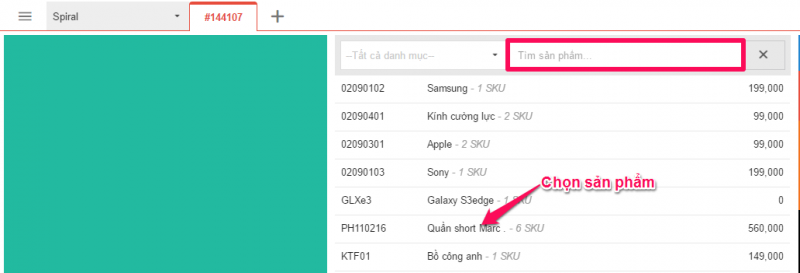 Spiral #144107 +
--Tất cả danh mục-- Tìm sản phẩm...
02090102 Samsung - 1 SKU 199,000
02090401 Kính cường lực - 2 SKU 99,000
02090301 Apple - 2 SKU 99,000
02090103 Sony - 1 SKU 199,000
Chọn sản phẩm
GLXe3 Galaxy S3edge - 1 SKU 0
PH110216 Quần short Marc . - 6 SKU 560,000
KTF01 Bồ công anh - 1 SKU 149,000